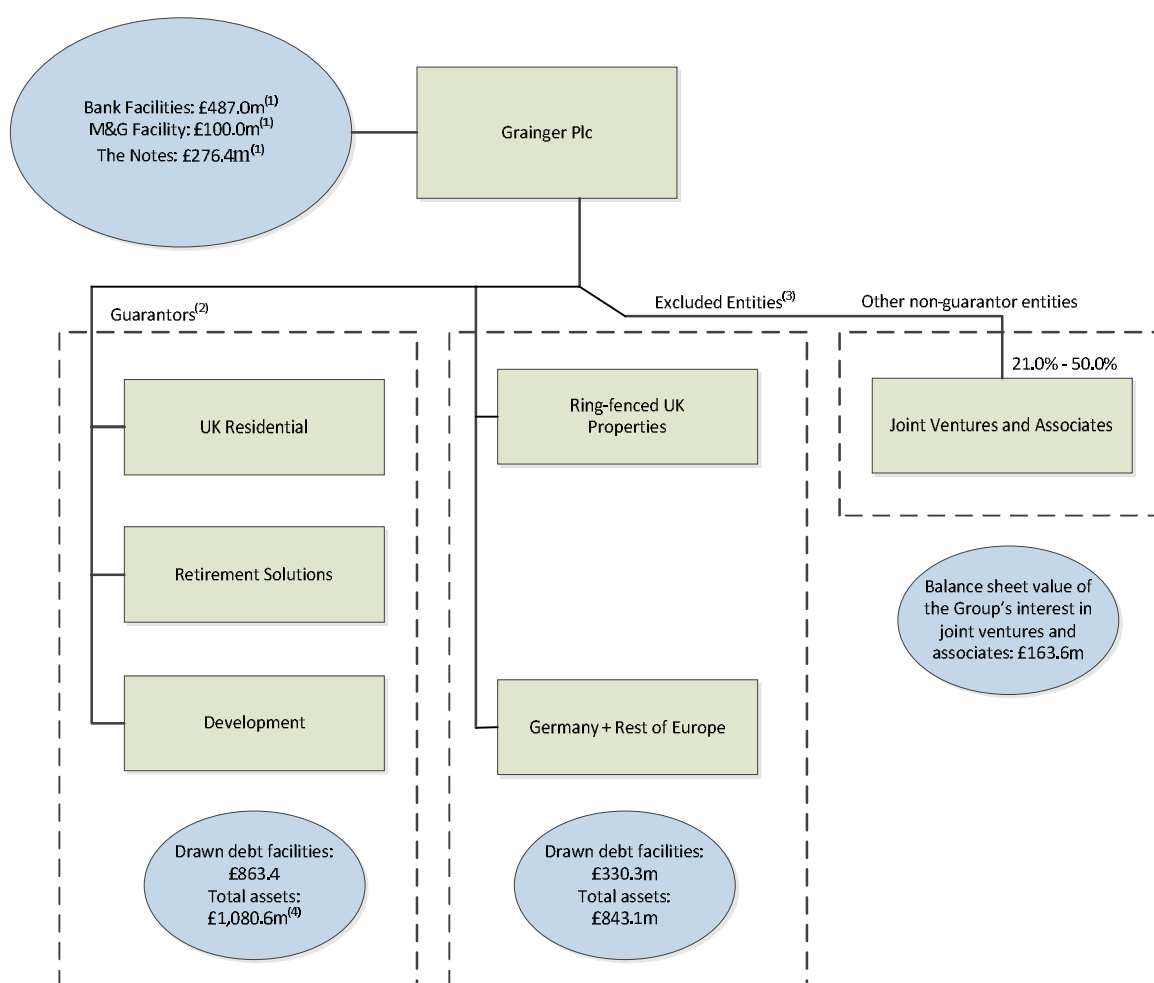 Bank Facilities: £487.0m(1)
M&G Facility: £100.0m(1)
The Notes: £276.4m(1)
Grainger Plc
Guarantors(2)
Excluded Entities(3)
Other non-guarantor entities
21.0% - 50.0%
UK Residential
Ring-fenced UK
Properties
Joint Ventures and Associates
Retirement Solutions
Balance sheet value of
the Group's interest in
joint ventures and
associates: £163.6m
Development
Germany + Rest of Europe
Drawn debt facilities:
£863.4
Total assets:
£1,080.6m(4)
Drawn debt facilities:
£330.3m
Total assets:
£843.1m